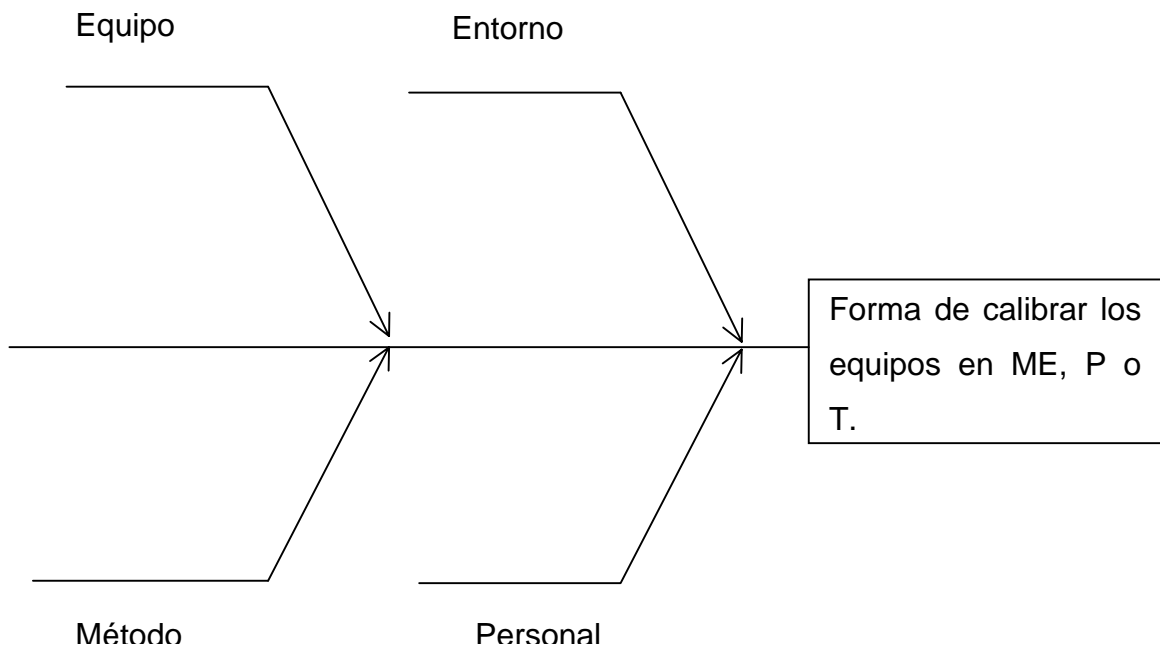 Equipo
Entorno
Forma de calibrar los
equipos en ME, P o
T.
Método
Personal